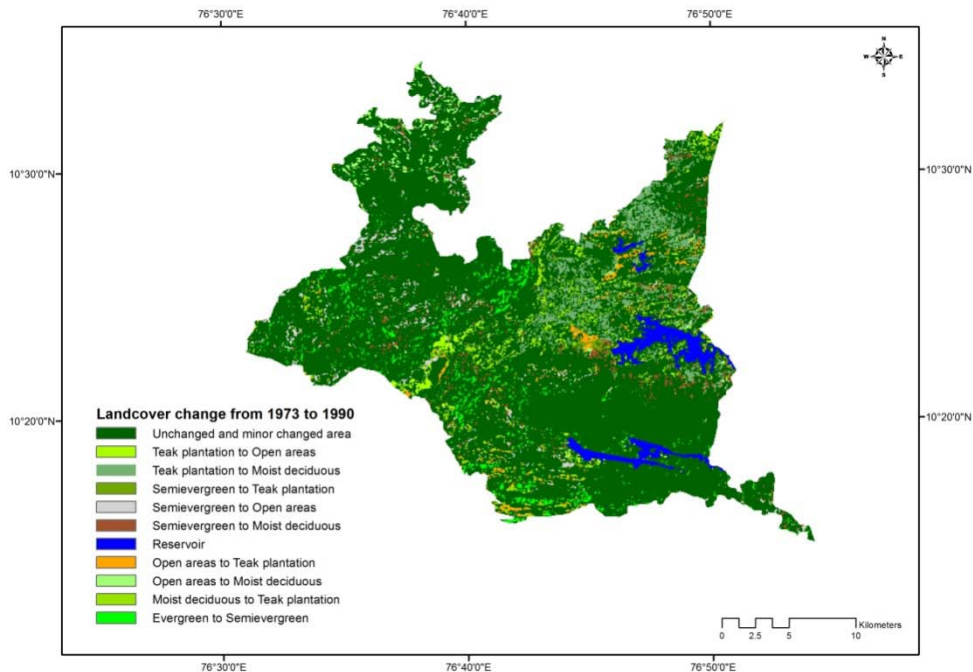 76°30'0"E 76°40'0"E 76°50'0"E
N
W E
S
10°30'0"N 10°30'0"N
10°20'0"N 10°20'0"N
Landcover change from 1973 to 1990
Unchanged and minor changed area
Teak plantation to Open areas
Teak plantation to Moist deciduous
Semievergreen to Teak plantation
Semievergreen to Open areas
Semievergreen to Moist deciduous
Reservoir
Open areas to Teak plantation
Open areas to Moist deciduous
Moist deciduous to Teak plantation
Evergreen to Semievergreen
Kilometers
0 2.5 5 10
76°30'0"E 76°40'0"E 76°50'0"E